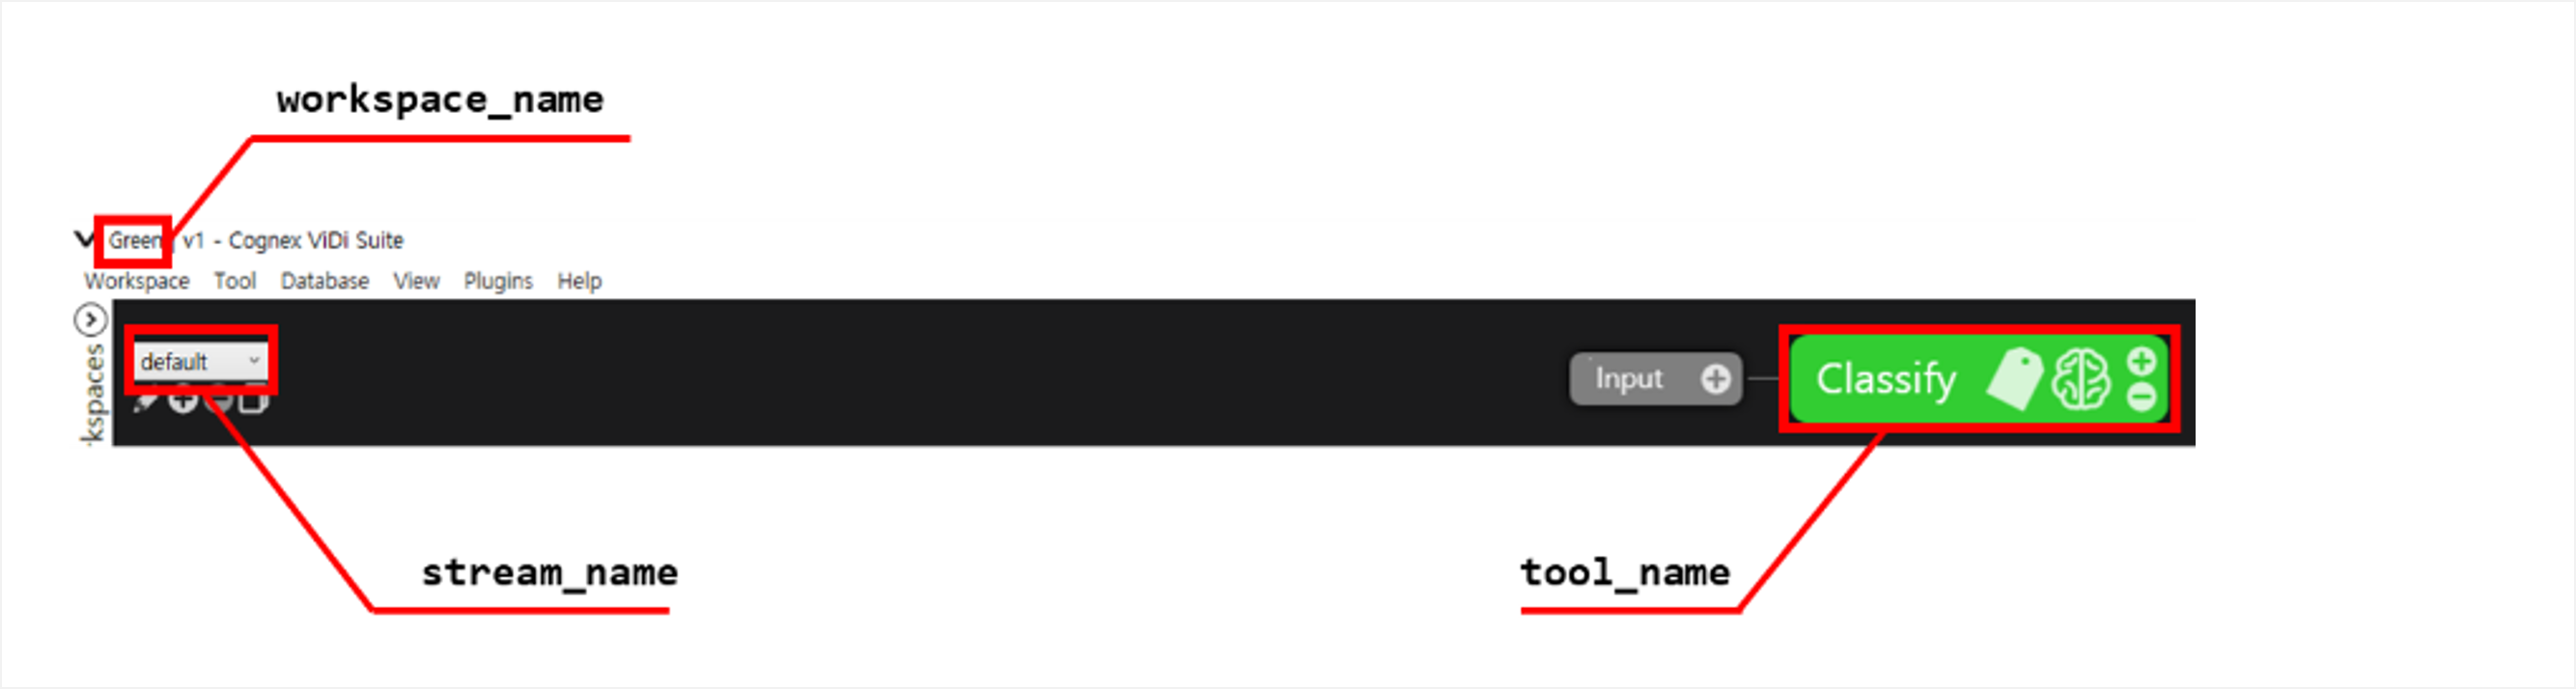 workspace_name
Green v1 - Cognex ViDi Suite
Workspace Tool Database View Plugins Help
kspaces
default
Input
Classify
stream_name
tool_name